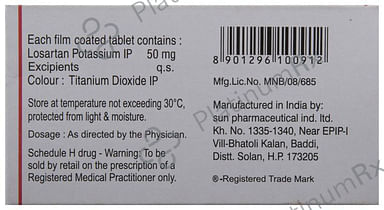 Each film coated tablet contains :
Losartan Potassium IP 50 mg
Excipients q.s.
Colour : Titanium Dioxide IP
Store at temperature not exceeding 30°C,
protected from light & moisture.
Dosage : As directed by the Physician.
Schedule H drug - Warning: To be
sold by retail on the prescription of a
Registered Medical Practitioner only.
8 901296 100912
Mfg.Lic.No. MNB/08/685
Manufactured in India by:
sun pharmaceutical ind. ltd.
Kh. No. 1335-1340, Near EPIP-I
Vill-Bhatoli Kalan, Baddi,
Distt. Solan, H.P. 173205
®-Registered Trade Mark
PlatinumRx
PlatinumRx
PlatinumRx